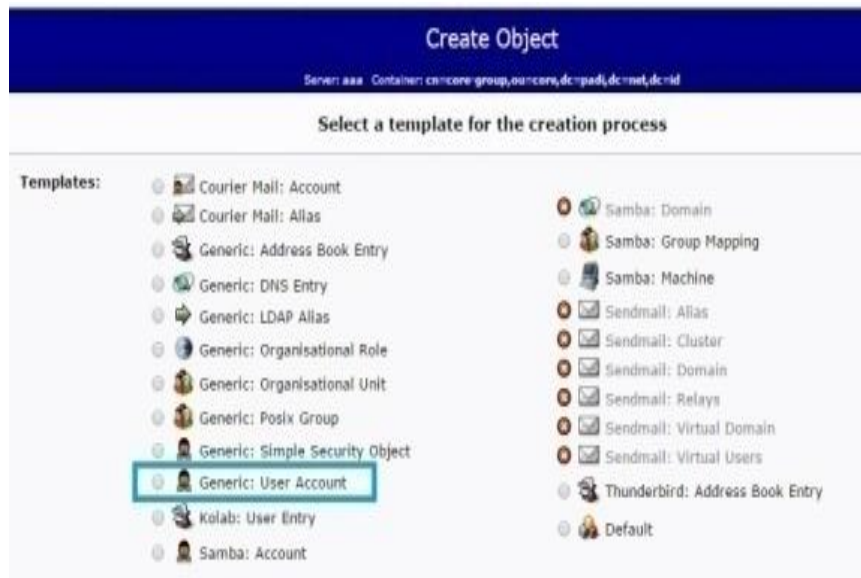 Create Object
Server: aaa Container: cn=core-group,ou=core,dc=padi,dc=net,dc=id
Select a template for the creation process
Templates:
Courier Mail: Account
Courier Mail: Alias
Generic: Address Book Entry
Generic: DNS Entry
Generic: LDAP Alias
Generic: Organisational Role
Generic: Organisational Unit
Generic: Posix Group
Generic: Simple Security Object
Generic: User Account
Kolab: User Entry
Samba: Account
Samba: Domain
Samba: Group Mapping
Samba: Machine
Sendmail: Alias
Sendmail: Cluster
Sendmail: Domain
Sendmail: Relays
Sendmail: Virtual Domain
Sendmail: Virtual Users
Thunderbird: Address Book Entry
Default